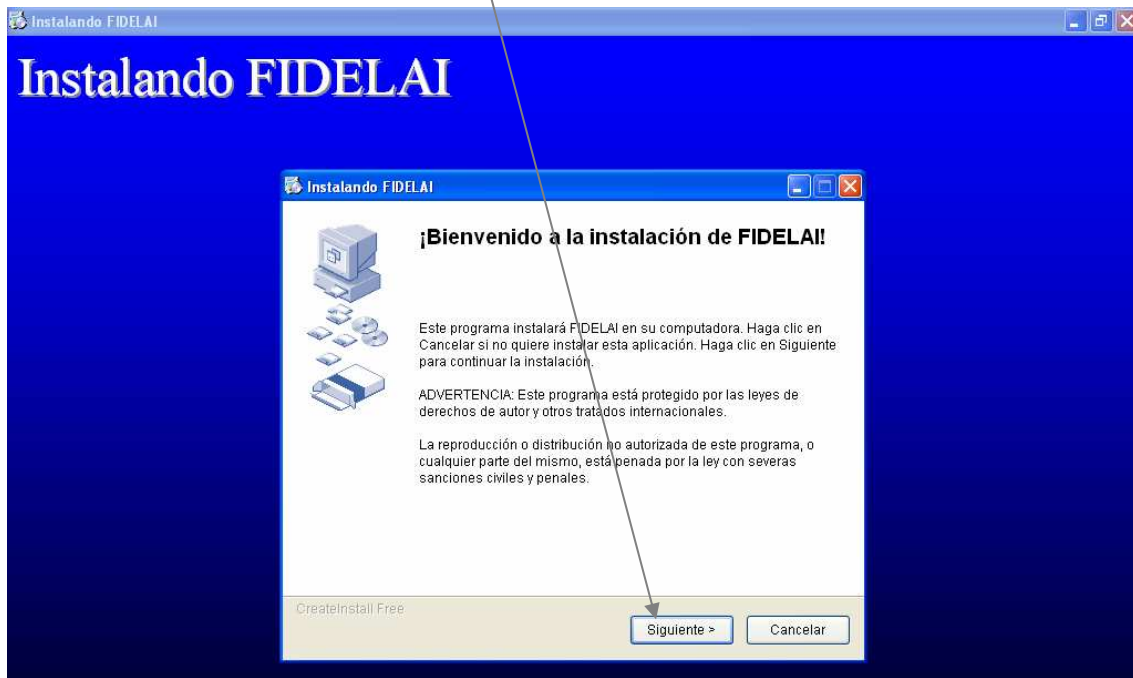 Instalando FIDELAI
Instalando FIDELAI
Instalando FIDELAI
¡Bienvenido a la instalación de FIDELAI!
Este programa instalará FIDELAI en su computadora. Haga clic en
Cancelar si no quiere instalar esta aplicación. Haga clic en Siguiente
para continuar la instalación.
ADVERTENCIA: Este programa está protegido por las leyes de
derechos de autor y otros tratados internacionales.
La reproducción o distribución no autorizada de este programa, o
cualquier parte del mismo, está penada por la ley con severas
sanciones civiles y penales.
CreateInstall Free
Siguiente >
Cancelar